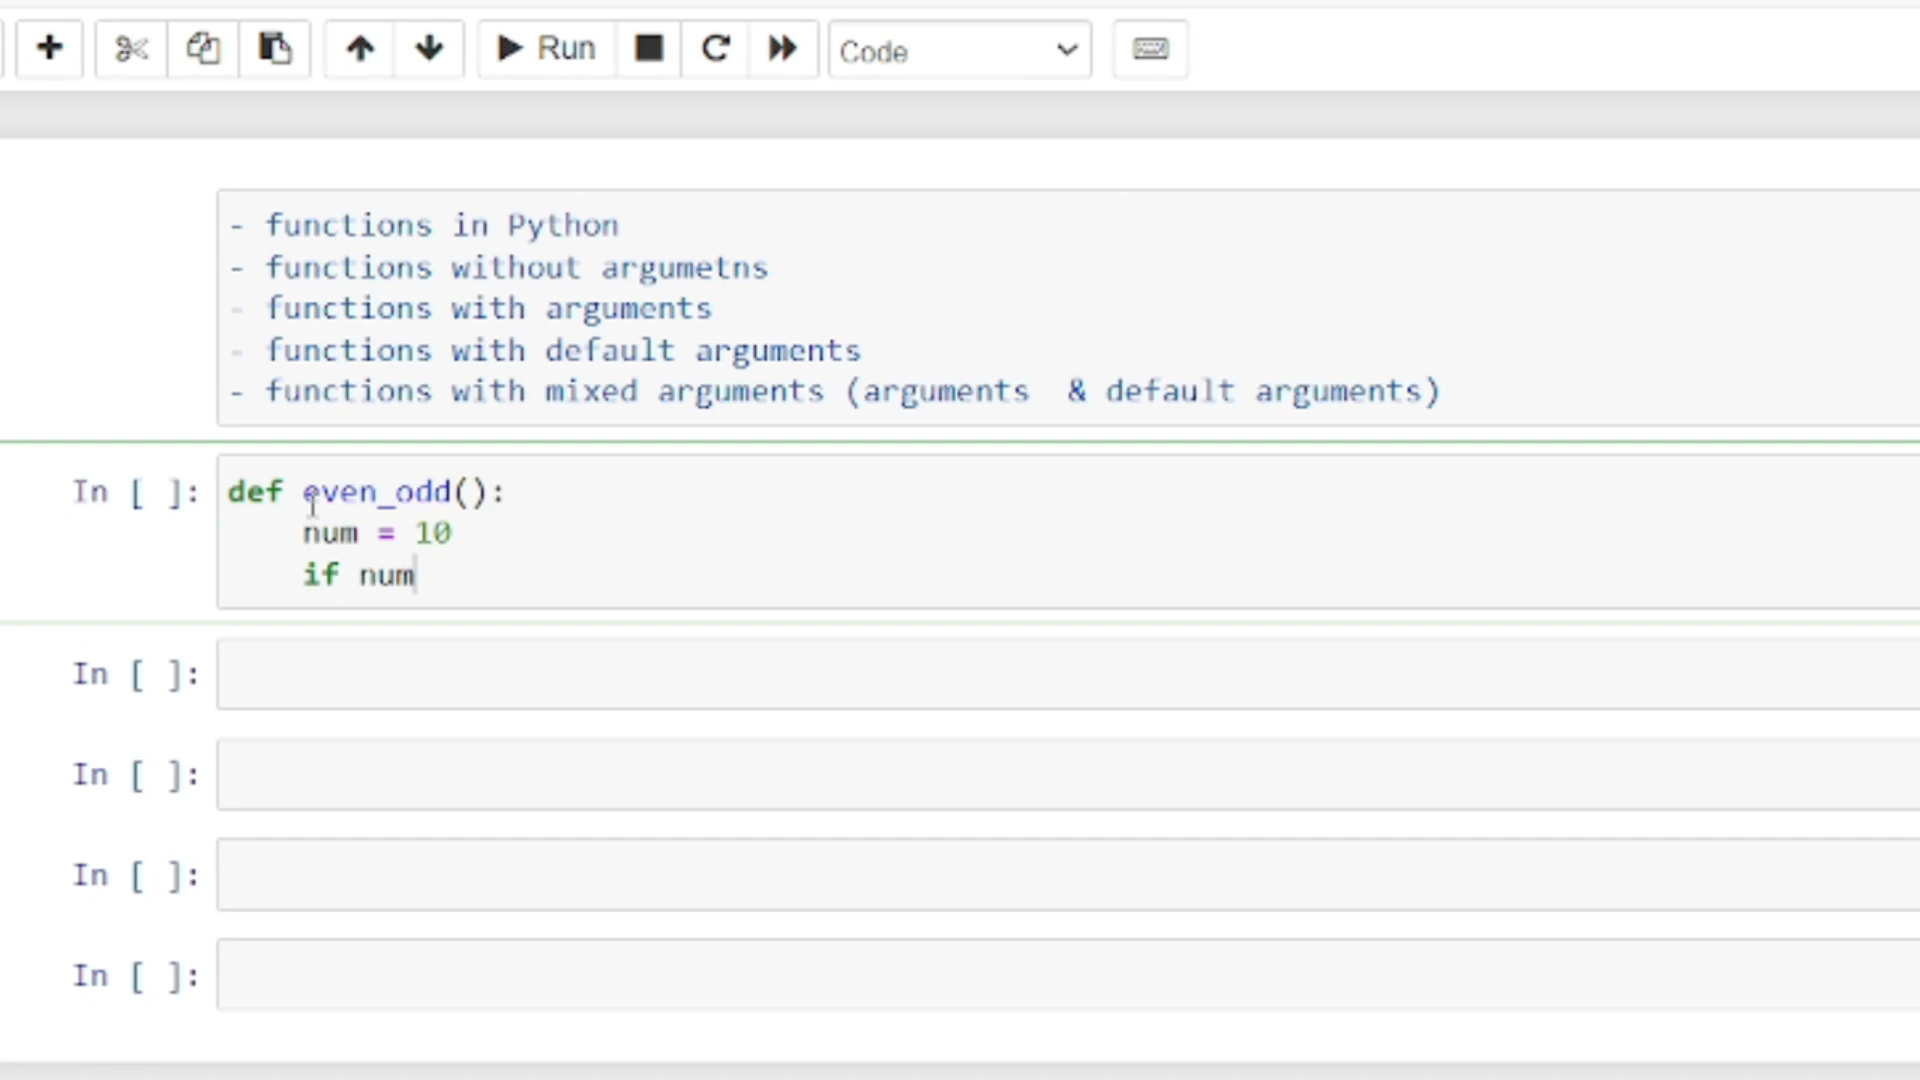 Run Code
- functions in Python
- functions without argumetns
- functions with arguments
- functions with default arguments
- functions with mixed arguments (arguments  & default arguments)
In [ ]: def even_odd():
num = 10
if num
In [ ]:
In [ ]:
In [ ]:
In [ ]: